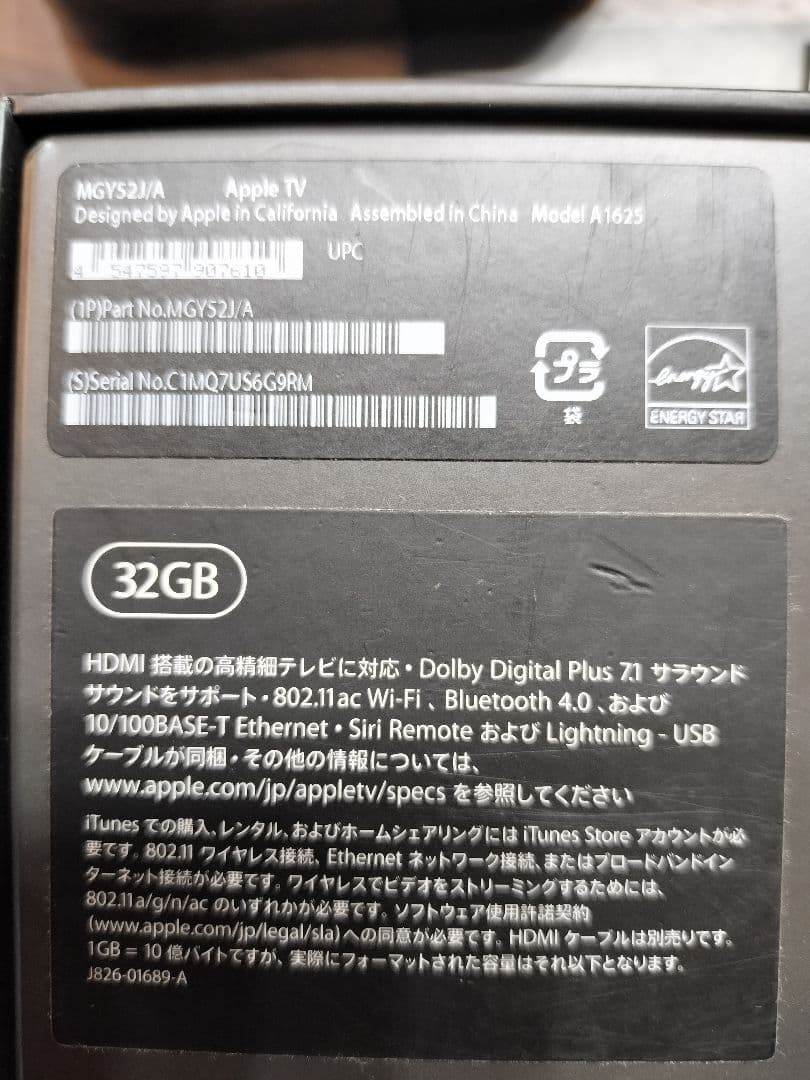 MGY52J/A Apple TV
Designed by Apple in California Assembled in China Model A1625
UPC
4 547597 907610
(1P)Part No.MGY52J/A
(S)Serial No.C1MQ7US6G9RM
プラ
袋
energy
ENERGY STAR
32GB
HDMI 搭載の高精細テレビに対応・Dolby Digital Plus 7.1 サラウンド
サウンドをサポート・802.11ac Wi-Fi 、Bluetooth 4.0 、および
10/100BASE-T Ethernet・Siri Remote および Lightning - USB
ケーブルが同梱・その他の情報については、
www.apple.com/jp/appletv/specs を参照してください
iTunes での購入、レンタル、およびホームシェアリングには iTunes Store アカウントが必
要です。802.11 ワイヤレス接続、Ethernet ネットワーク接続、またはブロードバンドイン
ターネット接続が必要です。ワイヤレスでビデオをストリーミングするためには、
802.11a/g/n/ac のいずれかが必要です。ソフトウェア使用許諾契約
(www.apple.com/jp/legal/sla) への同意が必要です。HDMI ケーブルは別売りです。
1GB = 10 億バイトですが、実際にフォーマットされた容量はそれ以下となります。
J826-01689-A